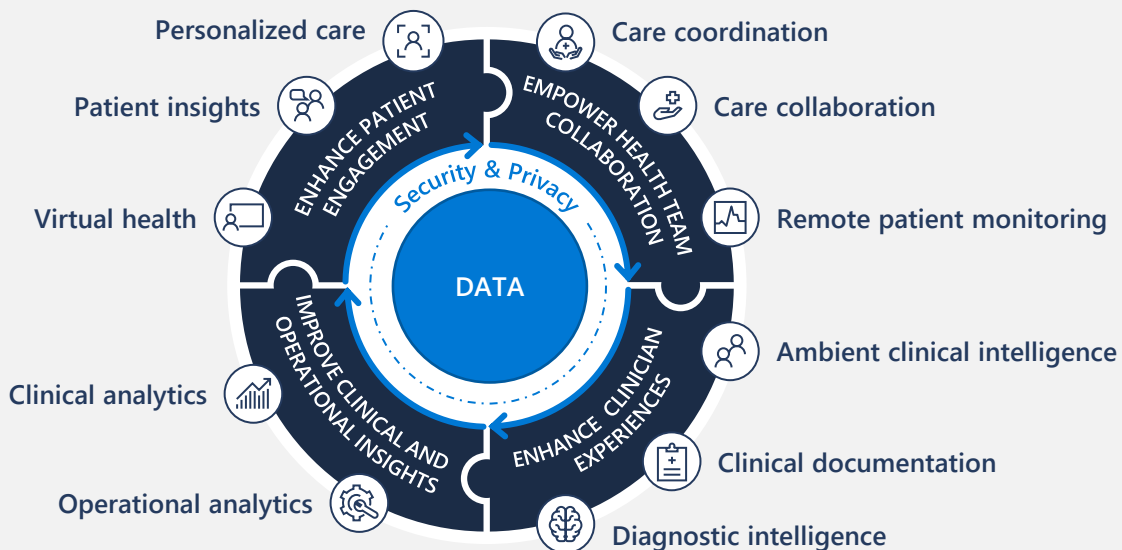 Personalized care
Care coordination
Patient insights
Care collaboration
Virtual health
Remote patient monitoring
ENHANCE PATIENT
ENGAGEMENT
EMPOWER HEALTH TEAM
COLLABORATION
Security & Privacy
DATA
IMPROVE CLINICAL AND
OPERATIONAL INSIGHTS
ENHANCE CLINICIAN
EXPERIENCES
Clinical analytics
Ambient clinical intelligence
Operational analytics
Clinical documentation
Diagnostic intelligence